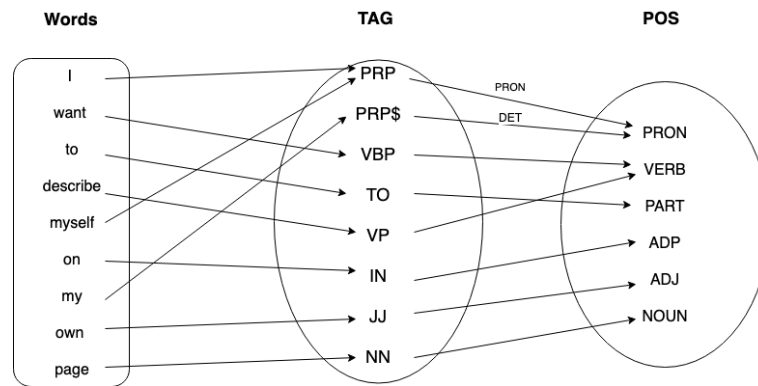 Words
TAG
POS
I
want
to
describe
myself
on
my
own
page
PRP
PRP$
VBP
TO
VP
IN
JJ
NN
PRON
DET
PRON
VERB
PART
ADP
ADJ
NOUN